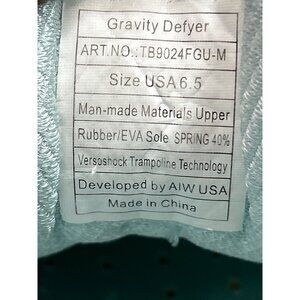 Gravity Defyer
ART.NO.:TB9024FGU-M
Size USA 6.5
Man-made Materials Upper
Rubber/EVA Sole SPRING 40%
Versoshock Trampoline Technology
Developed by AIW USA
Made in China